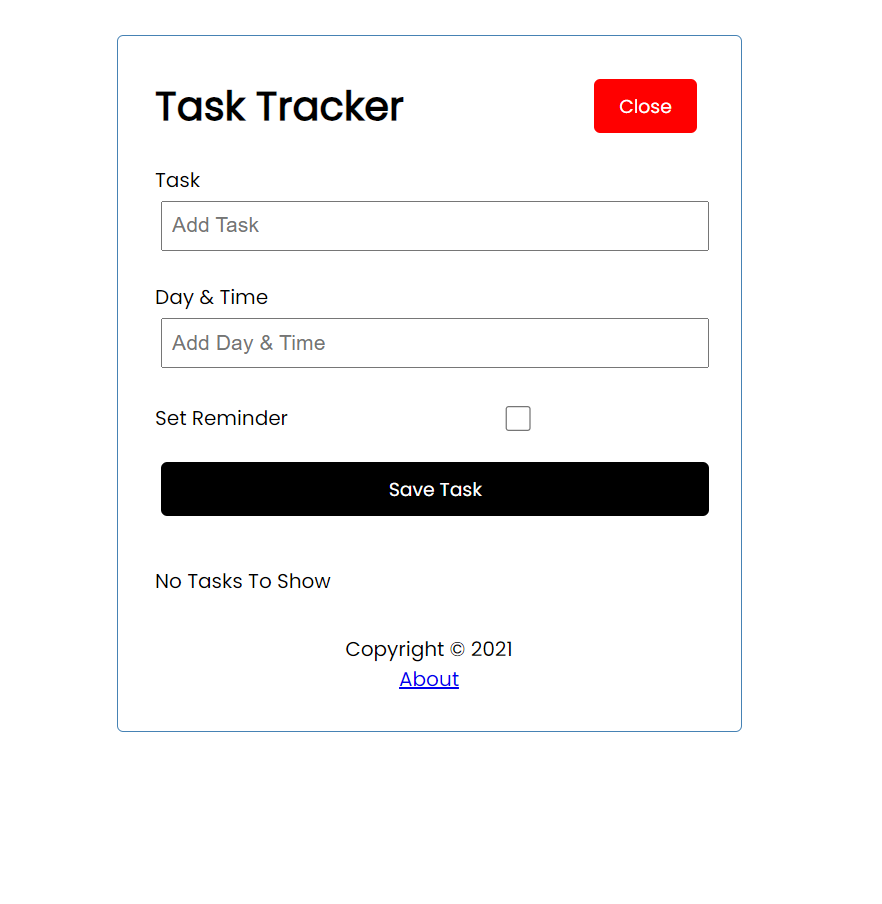 Task Tracker
Close
Task
Add Task
Day & Time
Add Day & Time
Set Reminder
Save Task
No Tasks To Show
Copyright © 2021
About